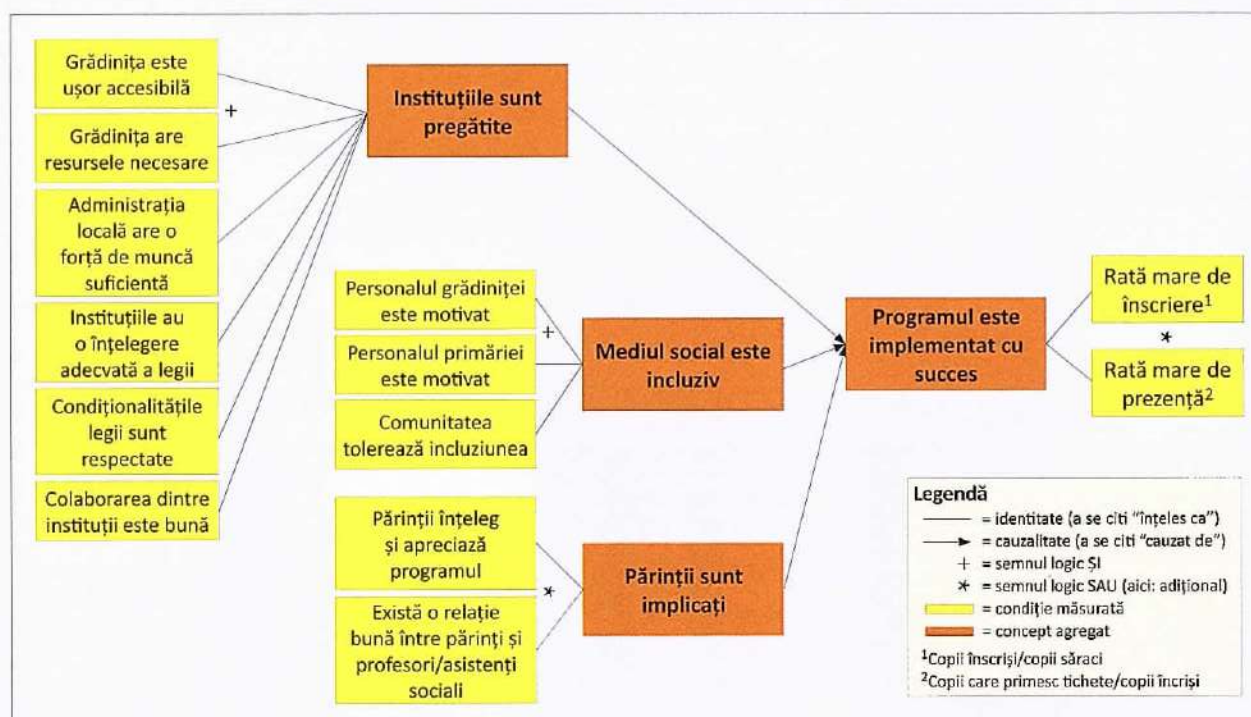 Grădinița este
ușor accesibilă
+
Grădinița are
resursele necesare
Administrația
locală are o
forță de muncă
suficientă
Instituțiile au
o înțelegere
adecvată a legii
Condiționalitățile
legii sunt
respectate
Colaborarea dintre
instituții este bună
Instituțiile sunt
pregătite
Personalul grădiniței
este motivat
+
Personalul primăriei
este motivat
Comunitatea
tolerează incluziunea
Mediul social este
incluziv
Părinții înțeleg
și apreciază
programul
*
Există o relație
bună între părinți și
profesori/asistenți
sociali
Părinții sunt
implicați
Programul este
implementat cu
succes
Rată mare de
înscriere1
*
Rată mare de
prezență2
Legendă
= identitate (a se citi "înțeles ca")
= cauzalitate (a se citi "cauzat de")
+ = semnul logic ȘI
* = semnul logic SAU (aici: adițional)
= condiție măsurată
= concept agregat
1Copii înscriși/copii săraci
2Copii care primesc tichete/copii încriși